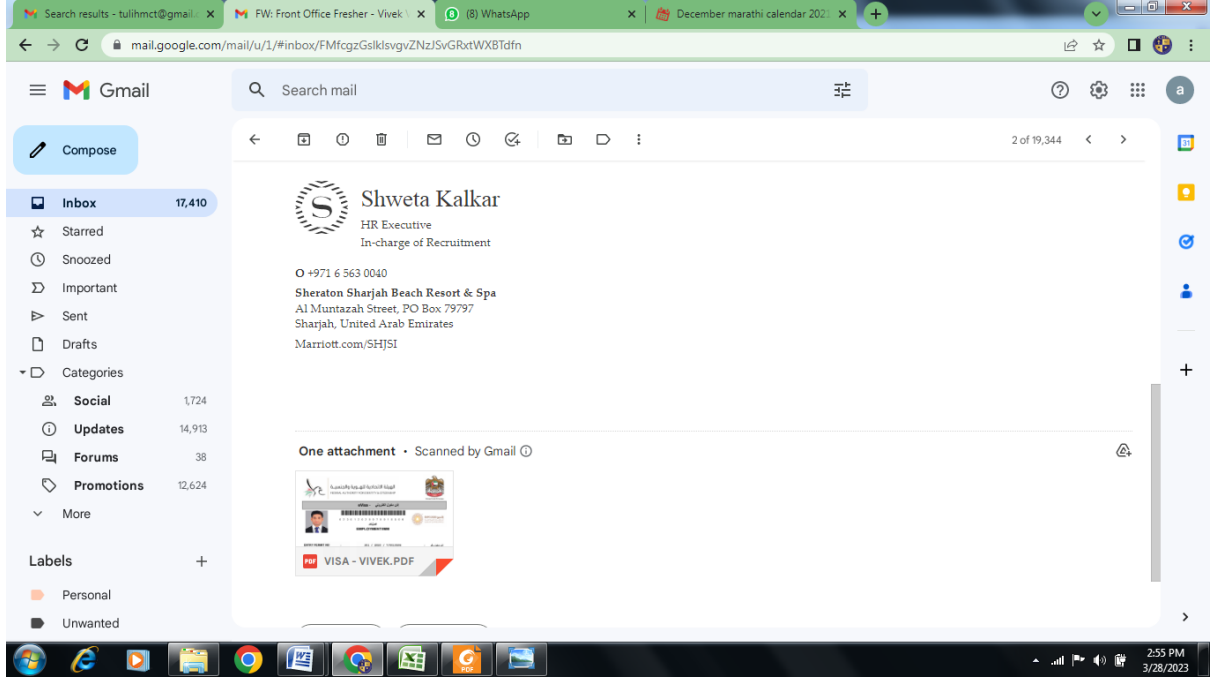 Search results - tulihmct@gmail.c
FW: Front Office Fresher - Vivek V
(8) WhatsApp
December marathi calendar 2021
mail.google.com/mail/u/1/#inbox/FMfcgzGslklsvgvZNzJSvGRxtWXBTdfn
Gmail
Search mail
a
Compose
2 of 19,344
31
Inbox 17,410
Starred
Snoozed
Important
Sent
Drafts
Categories
Social 1,724
Updates 14,913
Forums 38
Promotions 12,624
More
Labels
Personal
Unwanted
S
Shweta Kalkar
HR Executive
In-charge of Recruitment
O +971 6 563 0040
Sheraton Sharjah Beach Resort & Spa
Al Muntazah Street, PO Box 79797
Sharjah, United Arab Emirates
Marriott.com/SHJSI
One attachment • Scanned by Gmail
PDF VISA - VIVEK.PDF
PDF
2:55 PM
3/28/2023